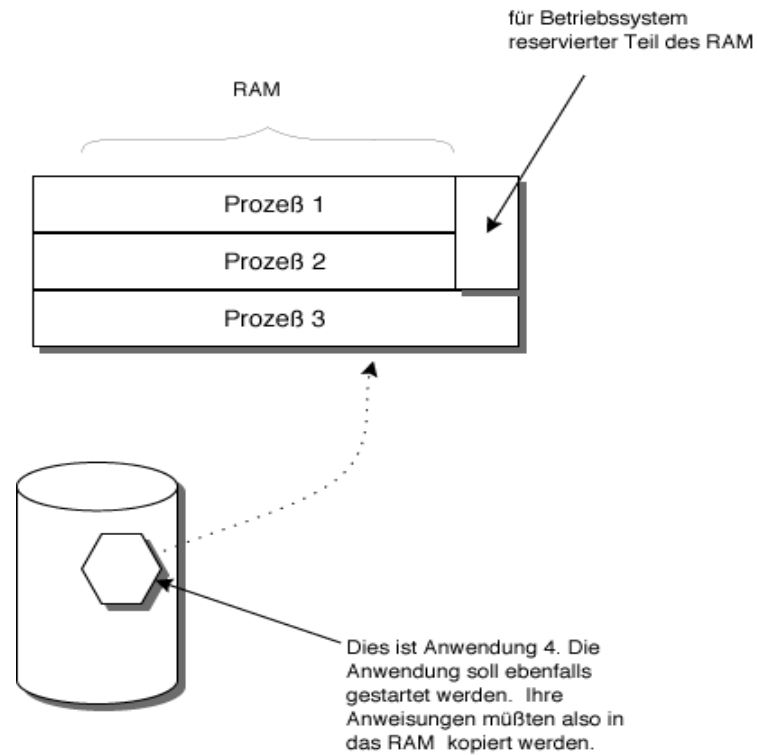 für Betriebssystem
reservierter Teil des RAM
RAM
Prozeß 1
Prozeß 2
Prozeß 3
Dies ist Anwendung 4. Die
Anwendung soll ebenfalls
gestartet werden. Ihre
Anweisungen müßten also in
das RAM kopiert werden.